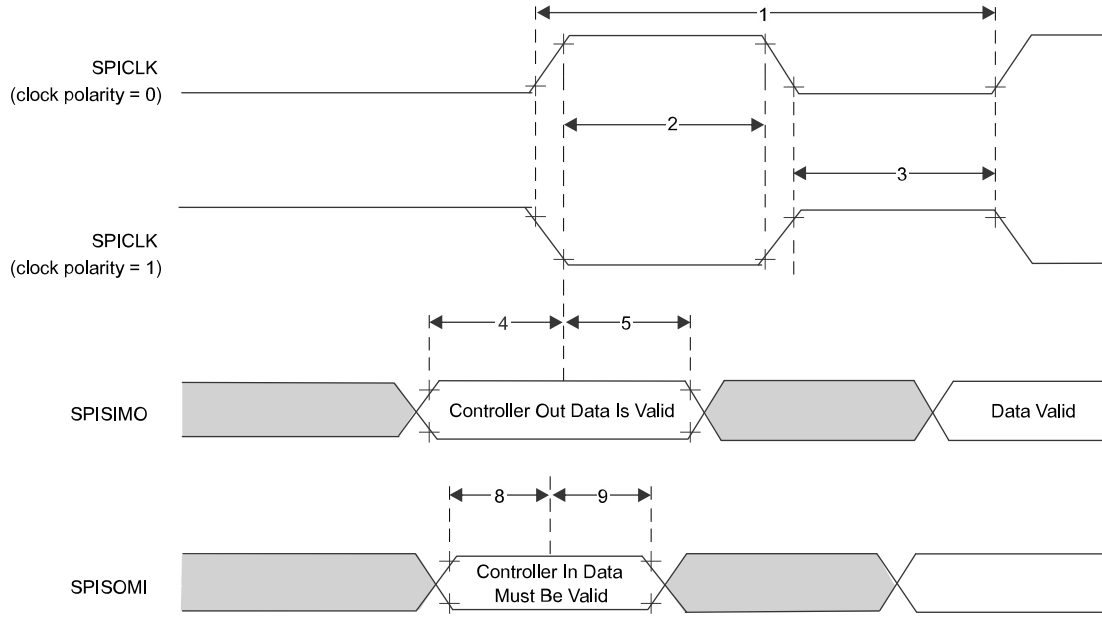 1
SPICLK
(clock polarity = 0)
2
3
SPICLK
(clock polarity = 1)
4
5
SPISIMO
Controller Out Data Is Valid
Data Valid
8
9
SPISOMI
Controller In Data
Must Be Valid